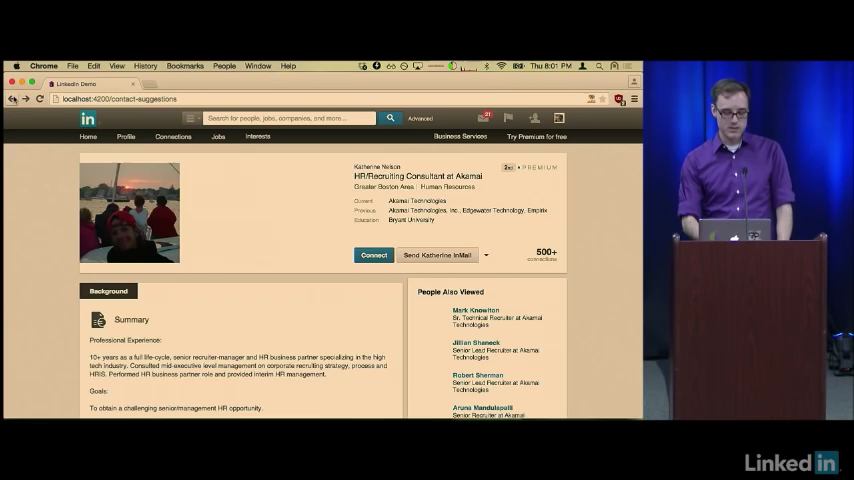 Chrome File Edit View History Bookmarks People Window Help
Thu 8:01 PM
LinkedIn Demo
localhost:4200/contact-suggestions
in
Search for people, jobs, companies, and more...
Advanced
21
Home Profile Connections Jobs Interests
Business Services Try Premium for free
Katherine Nelson
2nd PREMIUM
HR/Recruiting Consultant at Akamai
Greater Boston Area Human Resources
Current Akamai Technologies
Previous Akamai Technologies, Inc., Edgewater Technology, Empirix
Education Bryant University
Connect Send Katherine InMail
500+
connections
Background
Summary
Professional Experience:
10+ years as a full life-cycle, senior recruiter-manager and HR business partner specializing in the high
tech industry. Consulted mid-executive level management on corporate recruiting strategy, process and
HRIS. Performed HR business partner role and provided interim HR management.
Goals:
To obtain a challenging senior/management HR opportunity.
People Also Viewed
Mark Knowlton
Sr. Technical Recruiter at Akamai
Technologies
Jillian Shaneck
Senior Lead Recruiter at Akamai
Technologies
Robert Sherman
Senior Lead Recruiter at Akamai
Technologies
Aruna Mandulapalli
Senior Recruiter at Akamai
LinkedIn